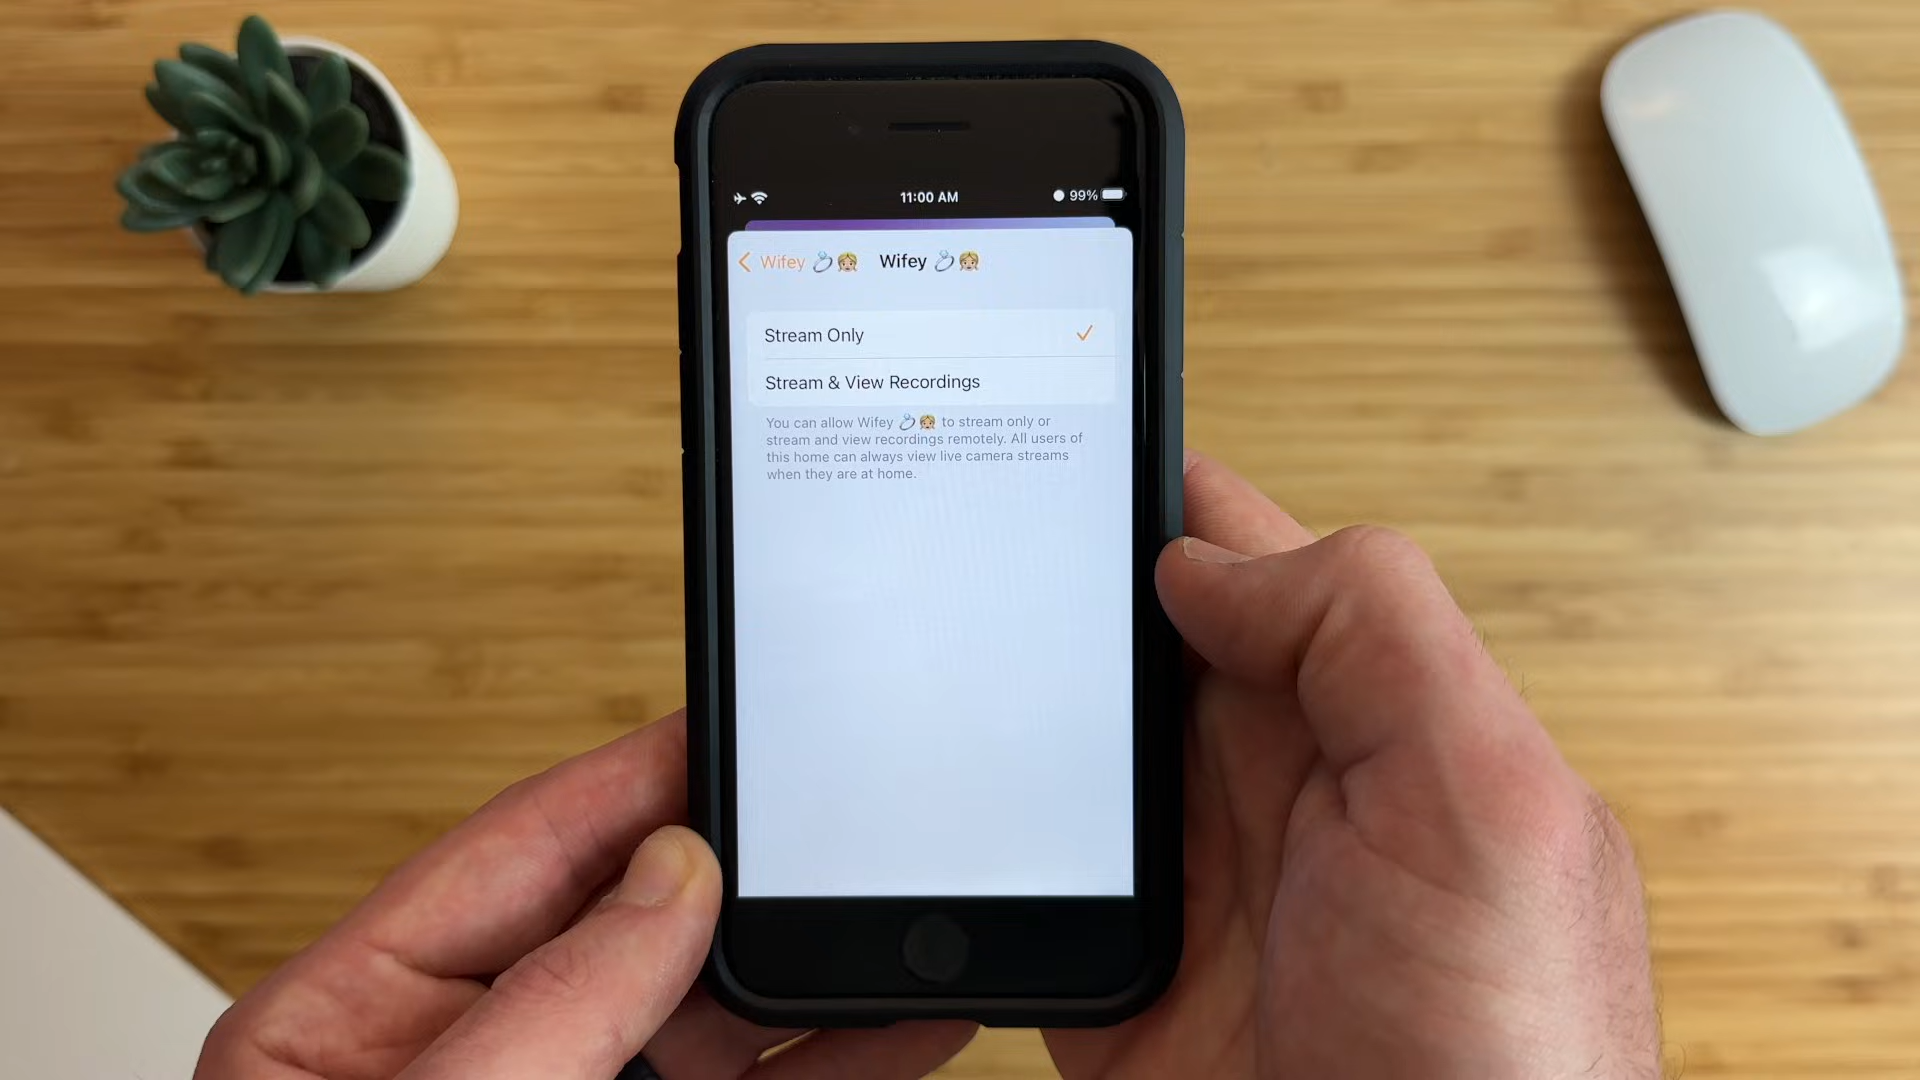 11:00 AM
99%
Wifey 💍👧🏼 Wifey 💍👧🏼
Stream Only
Stream & View Recordings
You can allow Wifey 💍👧🏼 to stream only or
stream and view recordings remotely. All users of
this home can always view live camera streams
when they are at home.